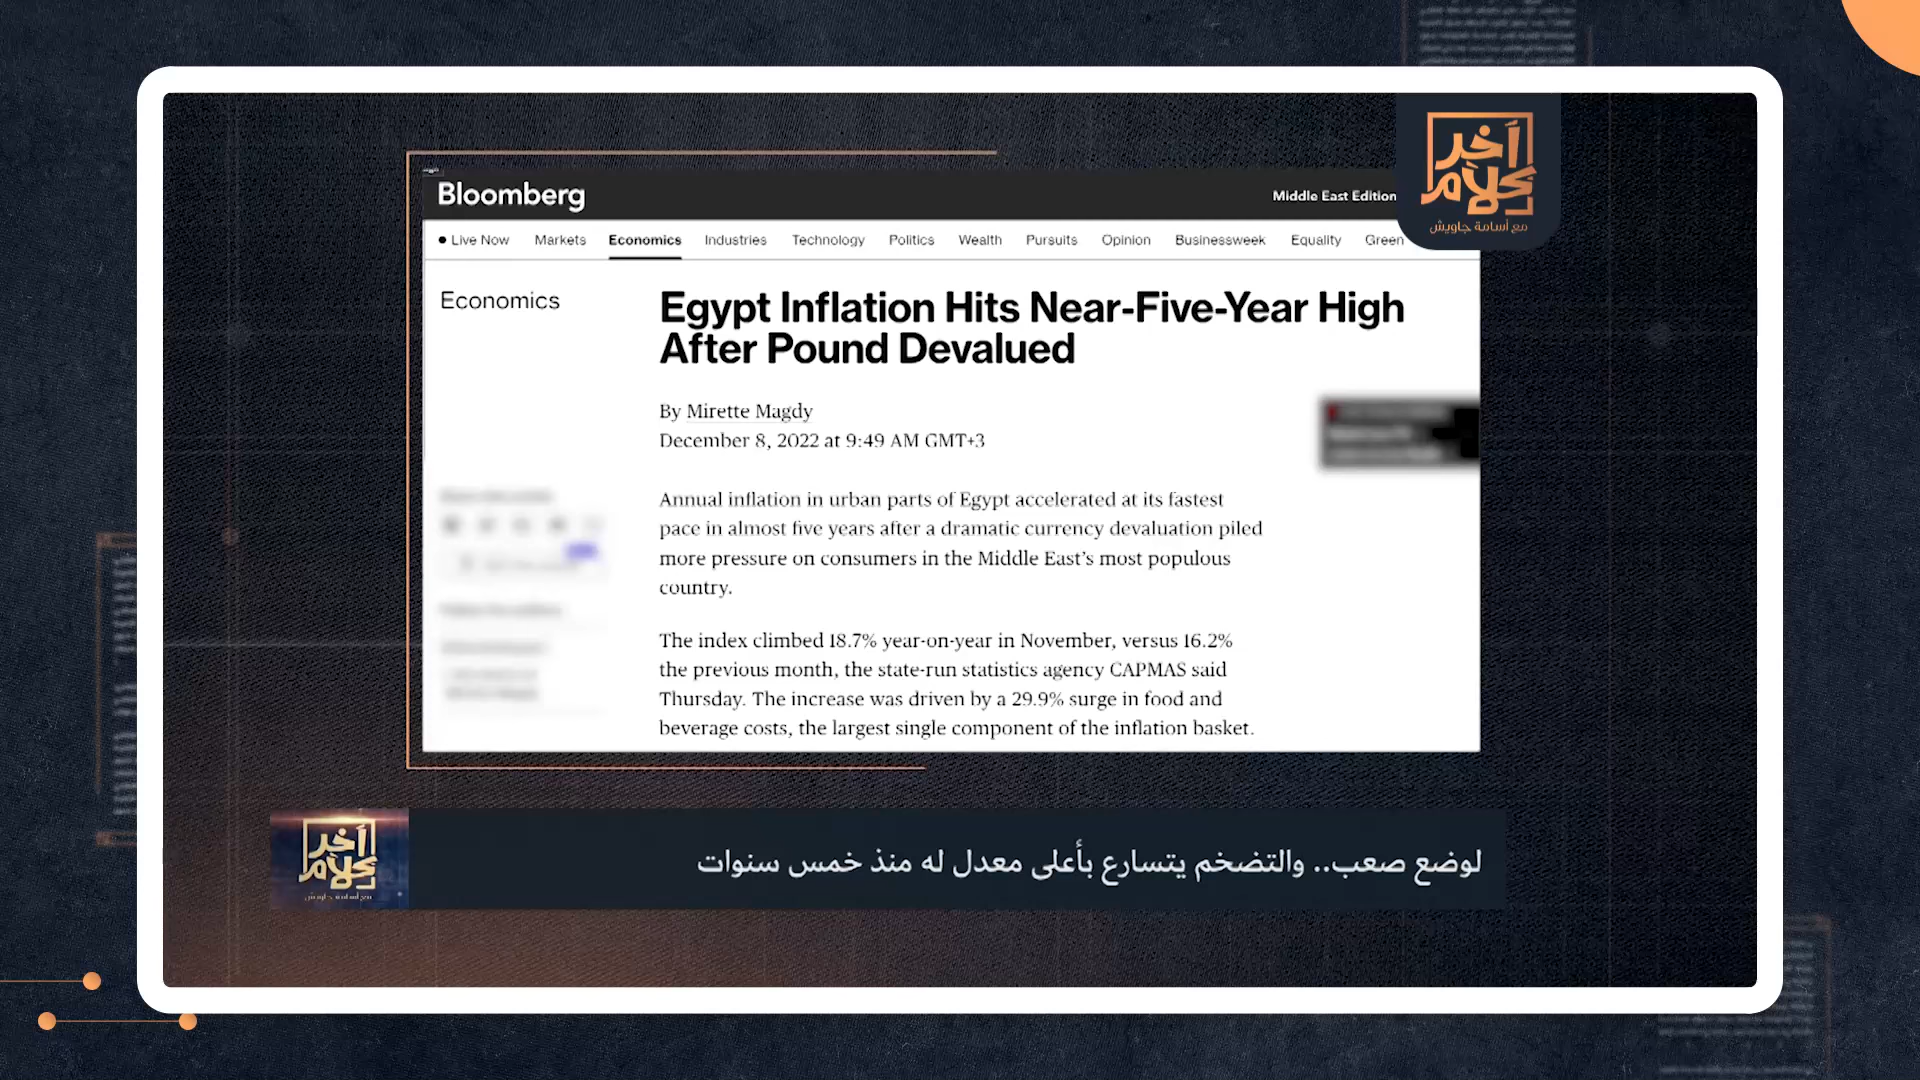 آخر
كلام
مع أسامة جاويش
Bloomberg
Middle East Edition
Live Now Markets Economics Industries Technology Politics Wealth Pursuits Opinion Businessweek Equality Green
Economics
Egypt Inflation Hits Near-Five-Year High
After Pound Devalued
By Mirette Magdy
December 8, 2022 at 9:49 AM GMT+3
Annual inflation in urban parts of Egypt accelerated at its fastest
pace in almost five years after a dramatic currency devaluation piled
more pressure on consumers in the Middle East’s most populous
country.
The index climbed 18.7% year-on-year in November, versus 16.2%
the previous month, the state-run statistics agency CAPMAS said
Thursday. The increase was driven by a 29.9% surge in food and
beverage costs, the largest single component of the inflation basket.
لوضع صعب.. والتضخم يتسارع بأعلى معدل له منذ خمس سنوات
آخر
كلام
مع أسامة جاويش